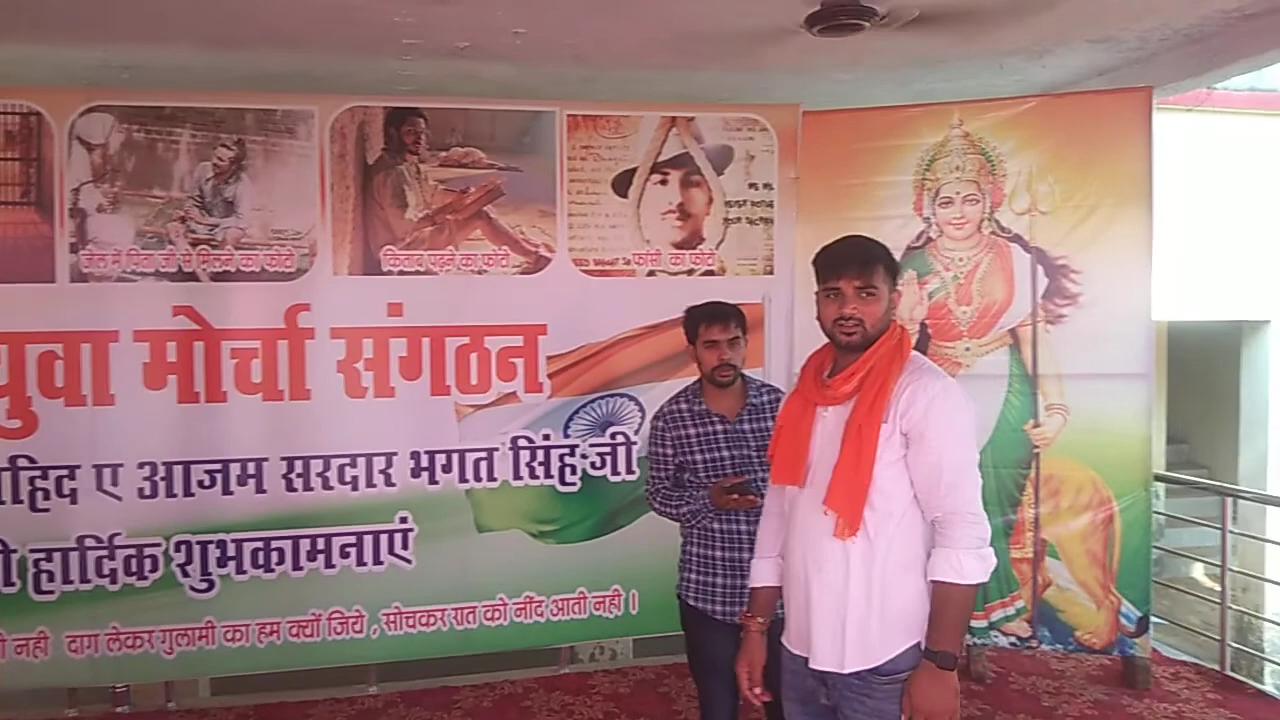 जेल में पिता जी से मिलने का फोटो
किताब पढ़ने का फोटो
फांसी का फोटो
युवा मोर्चा संगठन
ए आजम सरदार भगत सिंह जी
हार्दिक शुभकामनाएं
नही दाग लेकर गुलामी का हम क्यों जिये , सोचकर रात को नींद आती नही ।